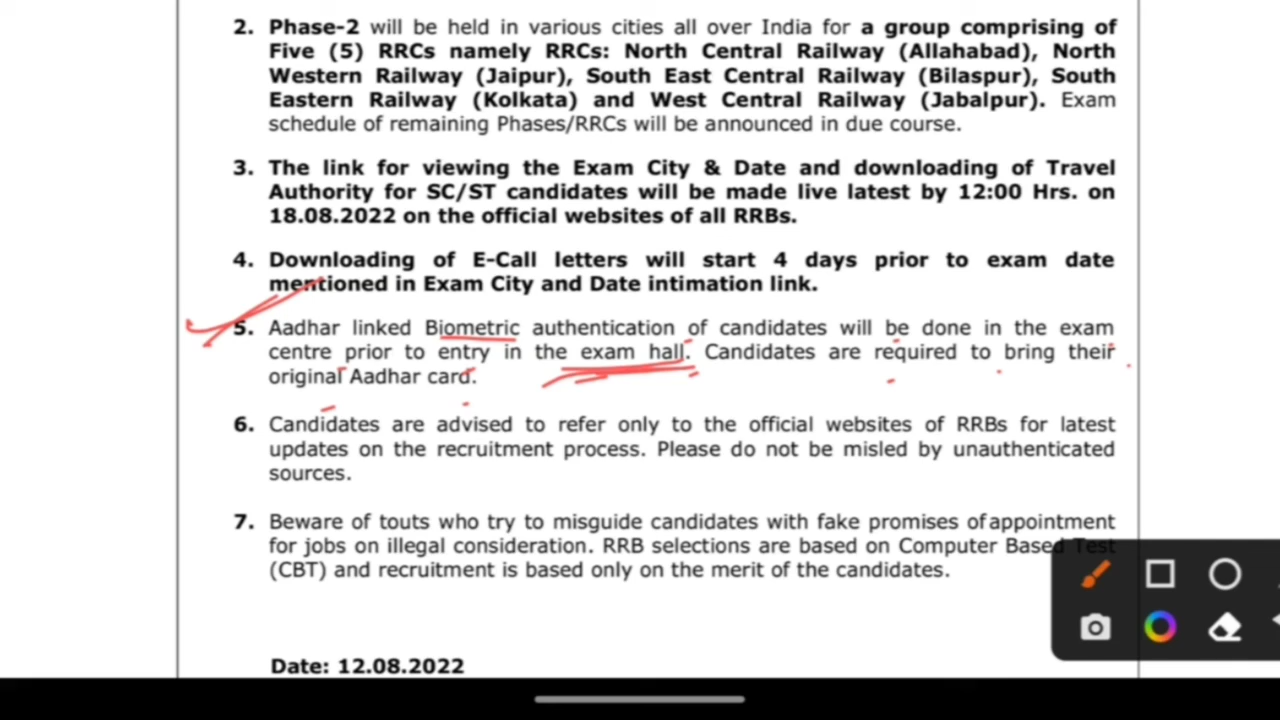 2. Phase-2 will be held in various cities all over India for a group comprising of
Five (5) RRCs namely RRCs: North Central Railway (Allahabad), North
Western Railway (Jaipur), South East Central Railway (Bilaspur), South
Eastern Railway (Kolkata) and West Central Railway (Jabalpur). Exam
schedule of remaining Phases/RRCs will be announced in due course.
3. The link for viewing the Exam City & Date and downloading of Travel
Authority for SC/ST candidates will be made live latest by 12:00 Hrs. on
18.08.2022 on the official websites of all RRBs.
4. Downloading of E-Call letters will start 4 days prior to exam date
mentioned in Exam City and Date intimation link.
5. Aadhar linked Biometric authentication of candidates will be done in the exam
centre prior to entry in the exam hall. Candidates are required to bring their
original Aadhar card.
6. Candidates are advised to refer only to the official websites of RRBs for latest
updates on the recruitment process. Please do not be misled by unauthenticated
sources.
7. Beware of touts who try to misguide candidates with fake promises of appointment
for jobs on illegal consideration. RRB selections are based on Computer Based Test
(CBT) and recruitment is based only on the merit of the candidates.
Date: 12.08.2022